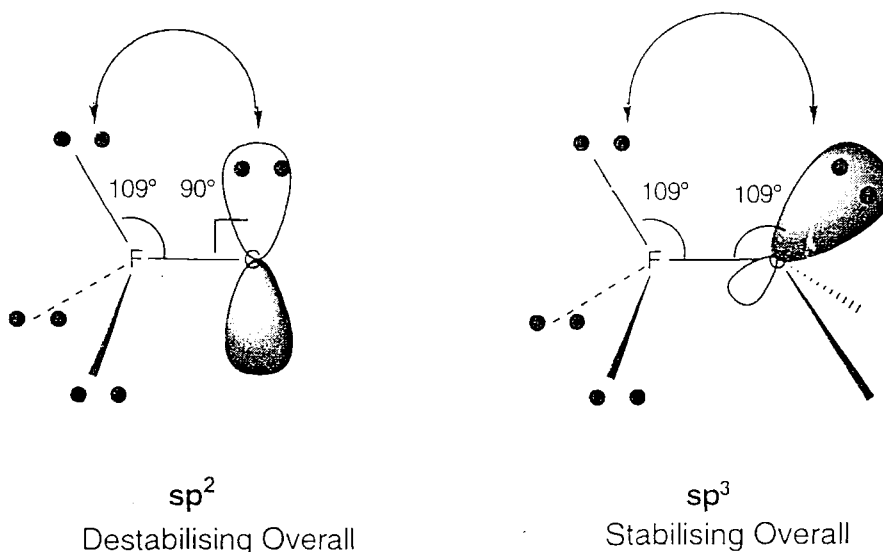 109° 90° 109° 109°
F C F C
sp² sp³
Destabilising Overall Stabilising Overall